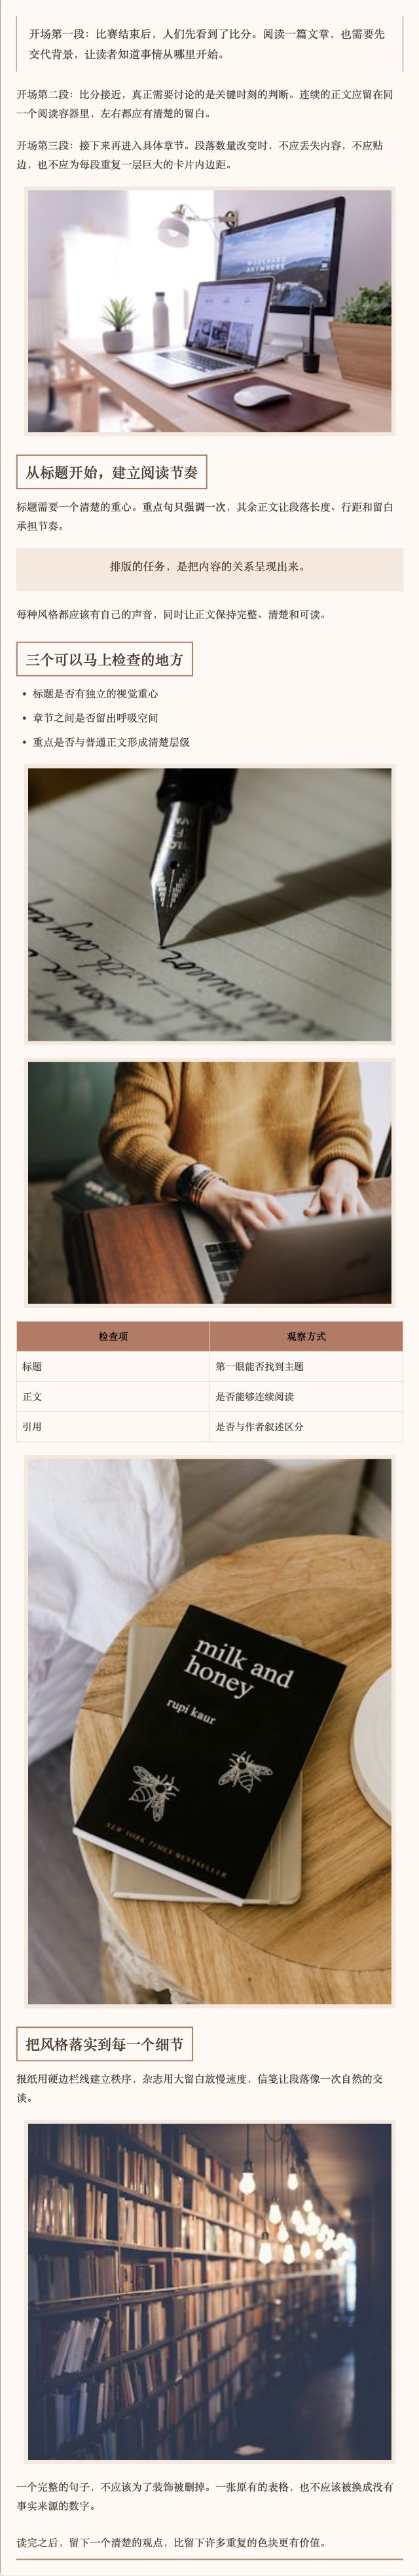 开场第一段：比赛结束后，人们先看到了比分。阅读一篇文章，也需要先
交代背景，让读者知道事情从哪里开始。
开场第二段：比分接近，真正需要讨论的是关键时刻的判断。连续的正文应留在同
一个阅读容器里，左右都应有清楚的留白。
开场第三段：接下来再进入具体章节。段落数量改变时，不应丢失内容，不应贴
边，也不应为每段重复一层巨大的卡片内边距。
从标题开始，建立阅读节奏
标题需要一个清楚的重心。重点句只强调一次，其余正文让段落长度、行距和留白
承担节奏。
排版的任务，是把内容的关系呈现出来。
每种风格都应该有自己的声音，同时让正文保持完整、清楚和可读。
三个可以马上检查的地方
• 标题是否有独立的视觉重心
• 章节之间是否留出呼吸空间
• 重点是否与普通正文形成清楚层级
检查项 观察方式
标题 第一眼能否找到主题
正文 是否能够连续阅读
引用 是否与作者叙述区分
milk and
honey
rupi kaur
NEW YORK TIMES BESTSELLER
把风格落实到每一个细节
报纸用硬边栏线建立秩序，杂志用大留白放慢速度，信笺让段落像一次自然的交
谈。
一个完整的句子，不应该为了装饰被删掉。一张原有的表格，也不应该被换成没有
事实来源的数字。
读完之后，留下一个清楚的观点，比留下许多重复的色块更有价值。